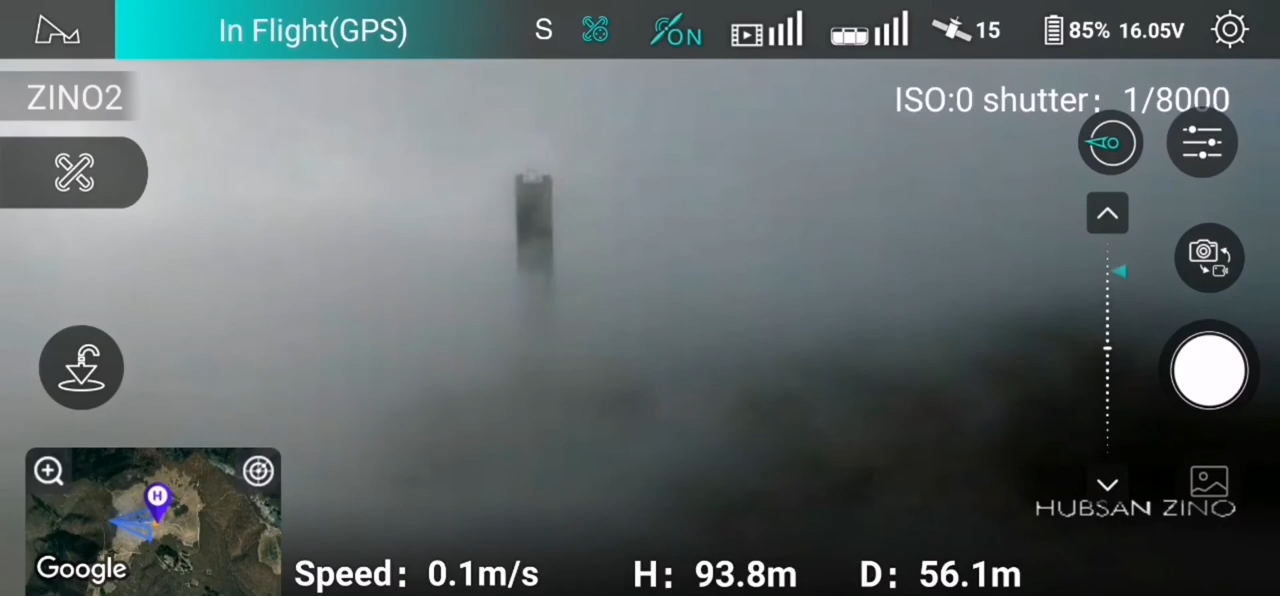 In Flight(GPS)
S
ON
15
85% 16.05V
ZINO2
ISO:0 shutter: 1/8000
H
Google
HUBSAN ZINO
Speed: 0.1m/s H: 93.8m D: 56.1m